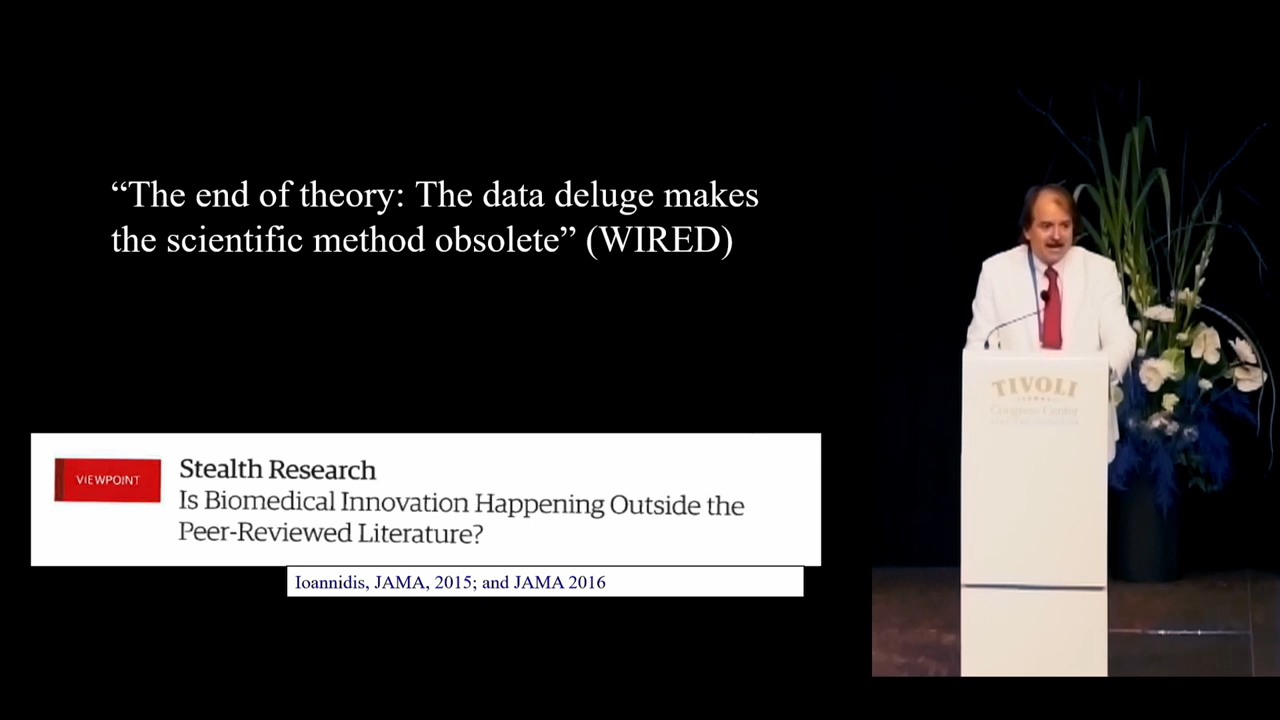 “The end of theory: The data deluge makes
the scientific method obsolete” (WIRED)
VIEWPOINT
Stealth Research
Is Biomedical Innovation Happening Outside the
Peer-Reviewed Literature?
Ioannidis, JAMA, 2015; and JAMA 2016
TIVOLI
Congress Center